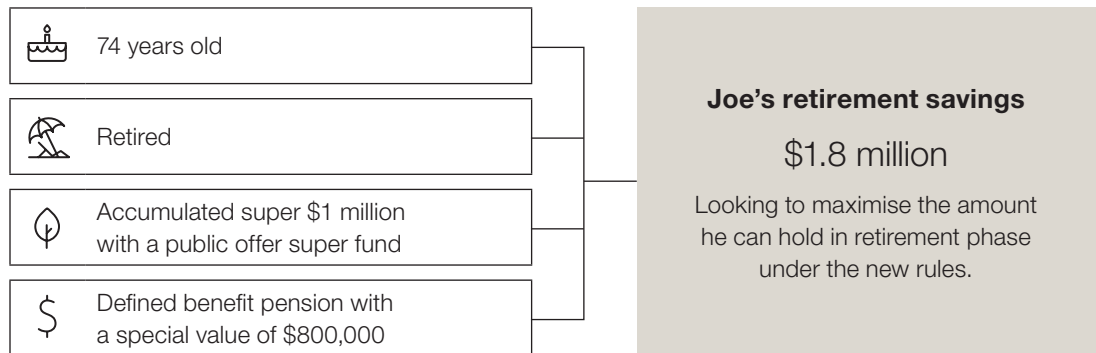 74 years old
Retired
Accumulated super $1 million
with a public offer super fund
Defined benefit pension with
a special value of $800,000
Joe’s retirement savings
$1.8 million
Looking to maximise the amount
he can hold in retirement phase
under the new rules.